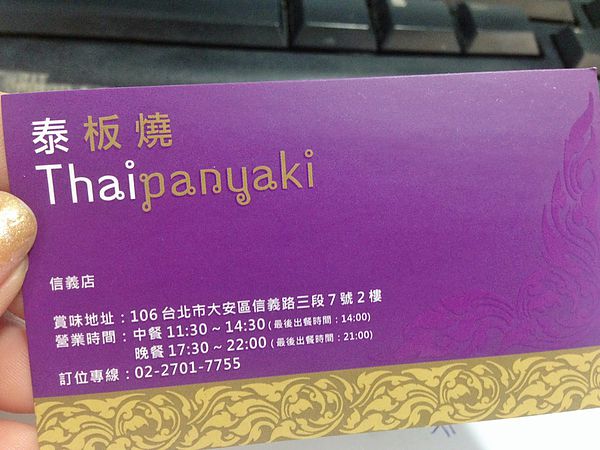 泰板燒
Thaipanyaki
信義店
賞味地址：106 台北市大安區信義路三段7號2樓
營業時間：中餐 11:30 ~ 14:30 (最後出餐時間：14:00)
晚餐 17:30 ~ 22:00 (最後出餐時間：21:00)
訂位專線：02-2701-7755